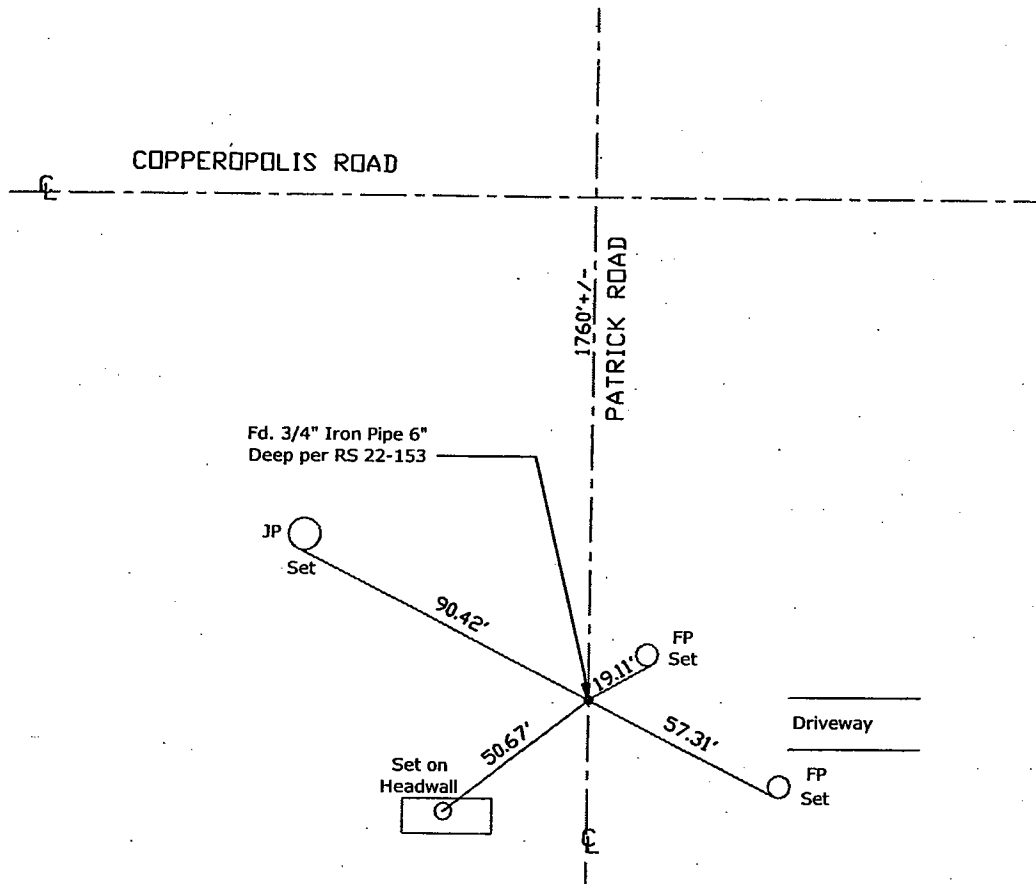 COPPEROPOLIS ROAD
℄
1760'+/-
PATRICK ROAD
Fd. 3/4" Iron Pipe 6"
Deep per RS 22-153
JP
Set
90.42'
FP
Set
19.11'
Driveway
57.31'
50.67'
Set on
Headwall
FP
Set
℄